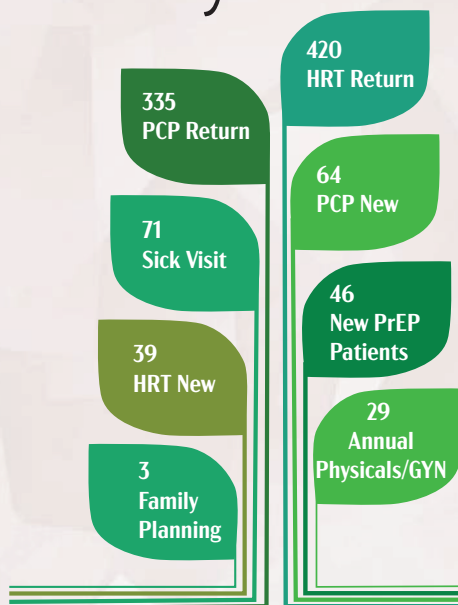 420
HRT Return
335
PCP Return
64
PCP New
71
Sick Visit
46
New PrEP
Patients
39
HRT New
29
Annual
Physicals/GYN
3
Family
Planning